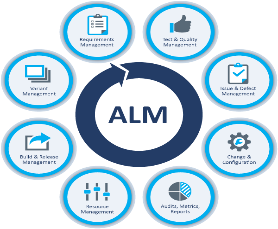 Requirements
Management
Test & Quality
Management
Issue & Defect
Management
Change &
Configuration
Audits, Metrics,
Reports
Resource
Management
Build & Release
Management
Variant
Management
ALM